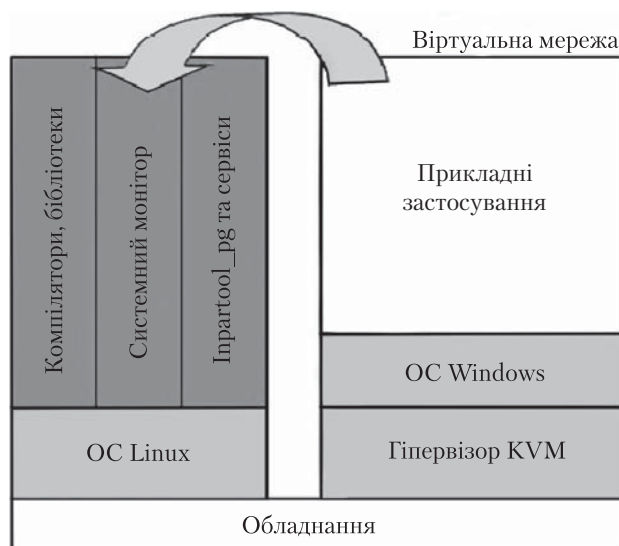 Віртуальна мережа
Компілятори, бібліотеки
Системний монітор
Inpartool_pg та сервіси
Прикладні
застосування
ОС Windows
ОС Linux
Гіпервізор KVM
Обладнання